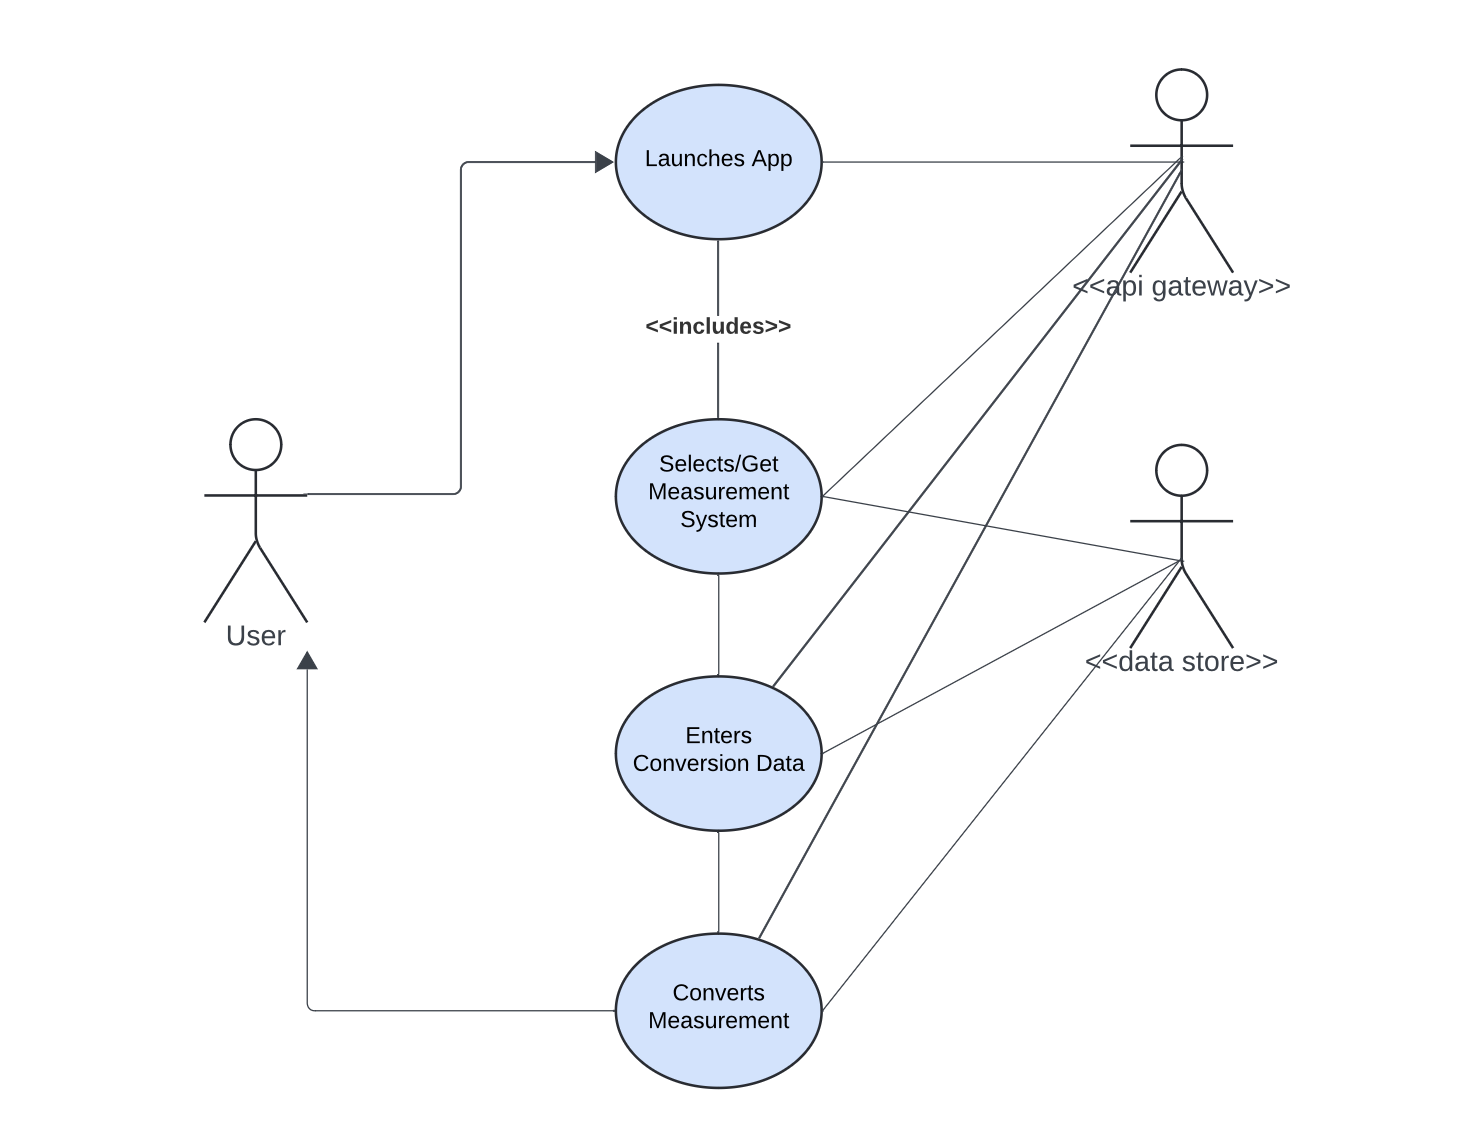 Launches App
<<api gateway>>
<<includes>>
Selects/Get
Measurement
System
User
<<data store>>
Enters
Conversion Data
Converts
Measurement